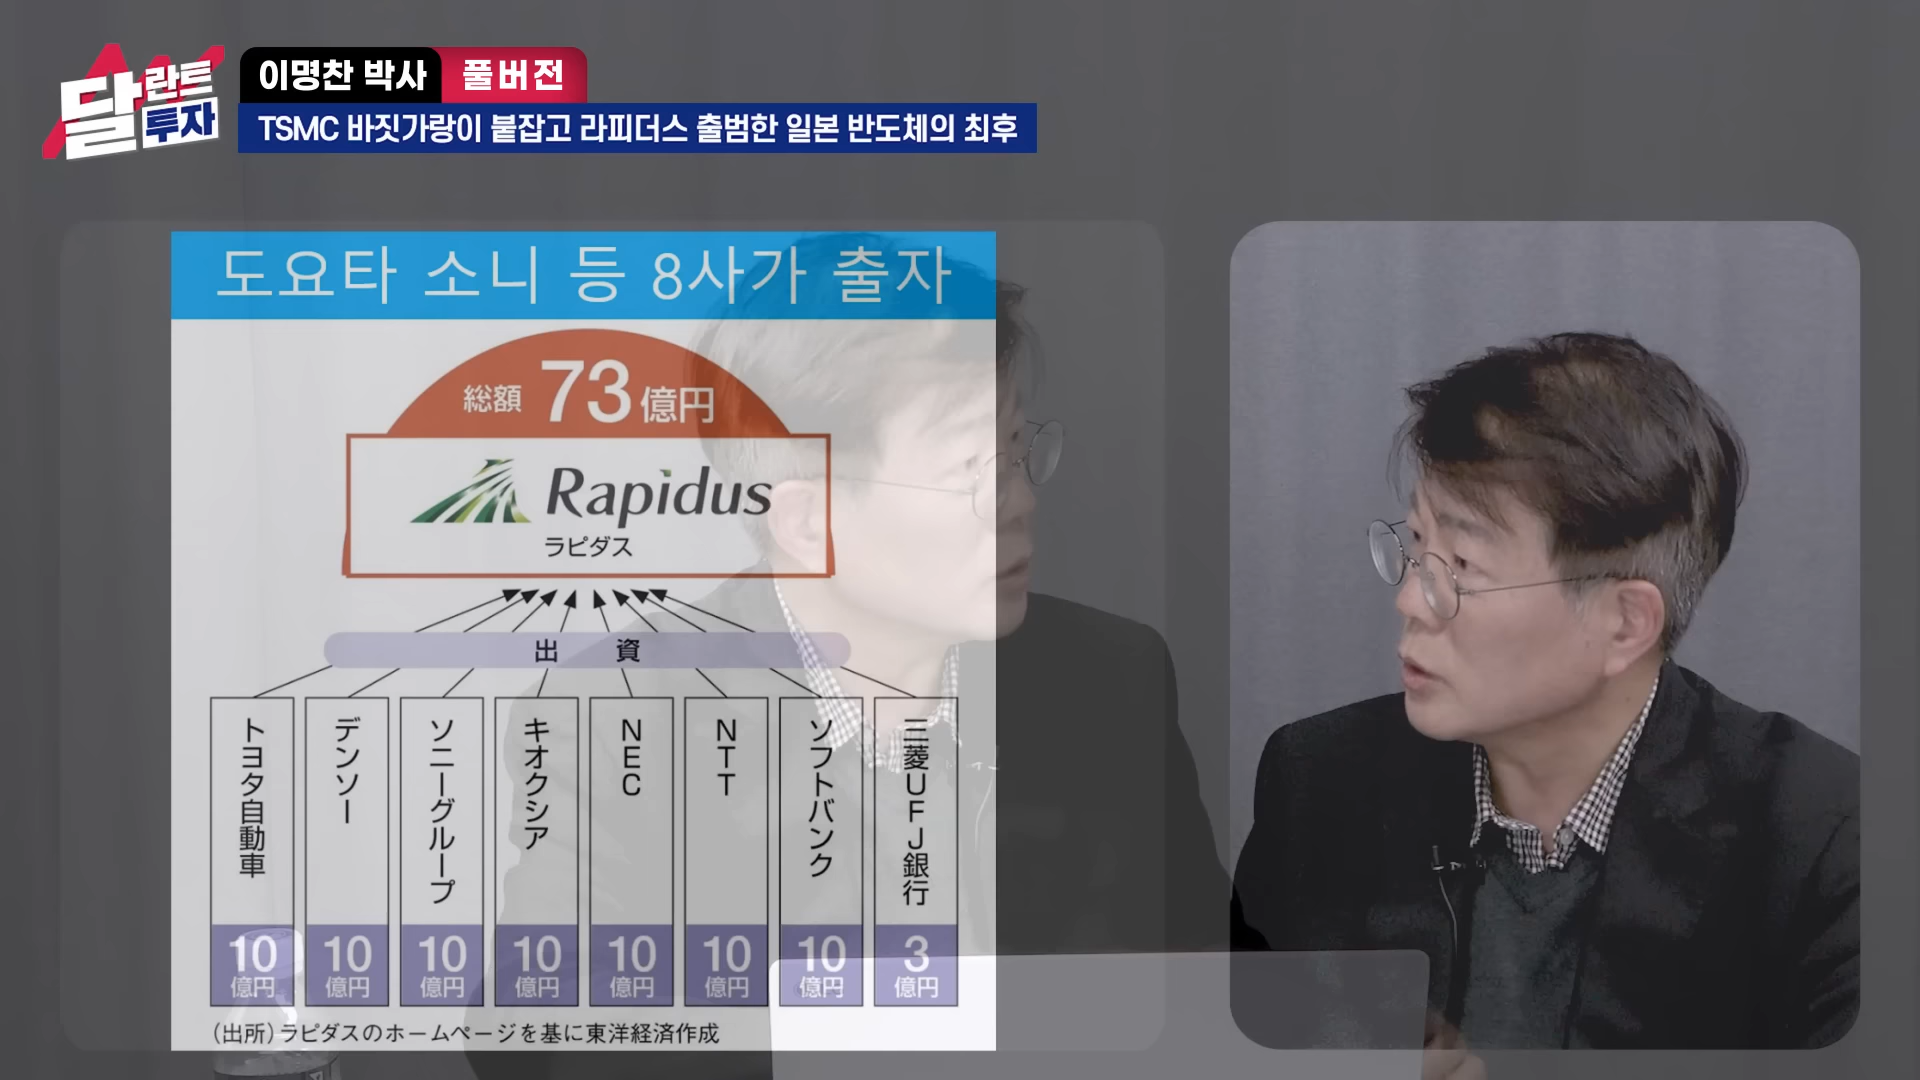 달란트
투자
이명찬 박사 풀버전
TSMC 바짓가랑이 붙잡고 라피더스 출범한 일본 반도체의 최후
도요타 소니 등 8사가 출자
総額 73億円
Rapidus
ラピダス
出資
トヨタ自動車
10
億円
デンソー
10
億円
ソニーグループ
10
億円
キオクシア
10
億円
NEC
10
億円
NTT
10
億円
ソフトバンク
10
億円
三菱UFJ銀行
3
億円
(出所)ラピダスのホームページを基に東洋経済作成